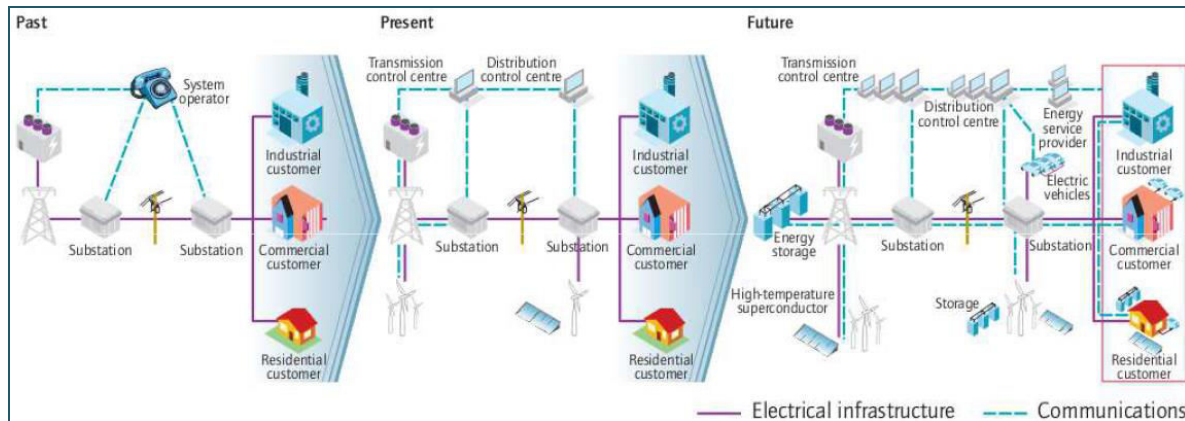 Past
System
operator
Substation
Substation
Industrial
customer
Commercial
customer
Residential
customer
Present
Transmission
control centre
Distribution
control centre
Substation
Substation
Industrial
customer
Commercial
customer
Residential
customer
Future
Transmission
control centre
Distribution
control centre
Energy
service
provider
Electric
vehicles
Energy
storage
Substation
Substation
High-temperature
superconductor
Storage
Industrial
customer
Commercial
customer
Residential
customer
Electrical infrastructure
Communications